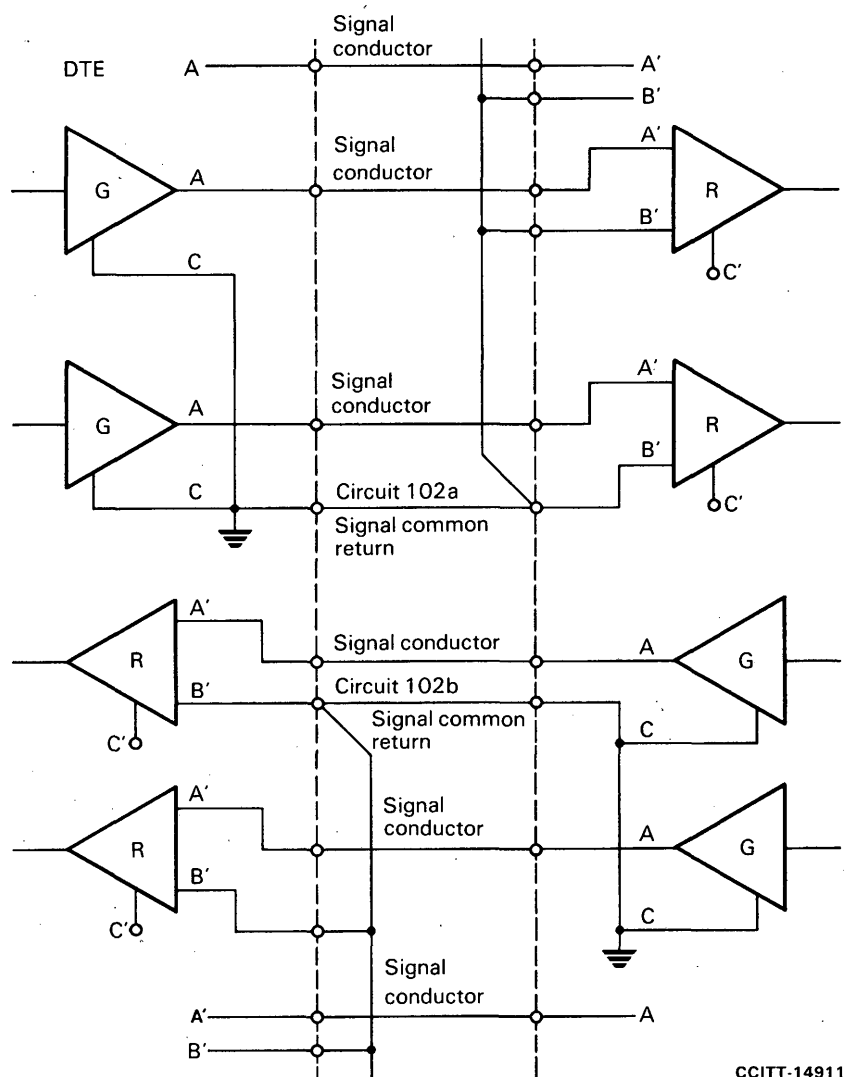 Signal
conductor
DTE
A
A'
B'
Signal
conductor
A
A'
G
R
B'
C
C'
Signal
conductor
A
A'
G
R
B'
C
Circuit 102a
C'
Signal common
return
A'
Signal conductor
A
R
G
B'
Circuit 102b
Signal common
return
C
C'
A'
Signal
conductor
A
R
G
B'
C
C'
Signal
conductor
A'
A
B'
CCITT-14911